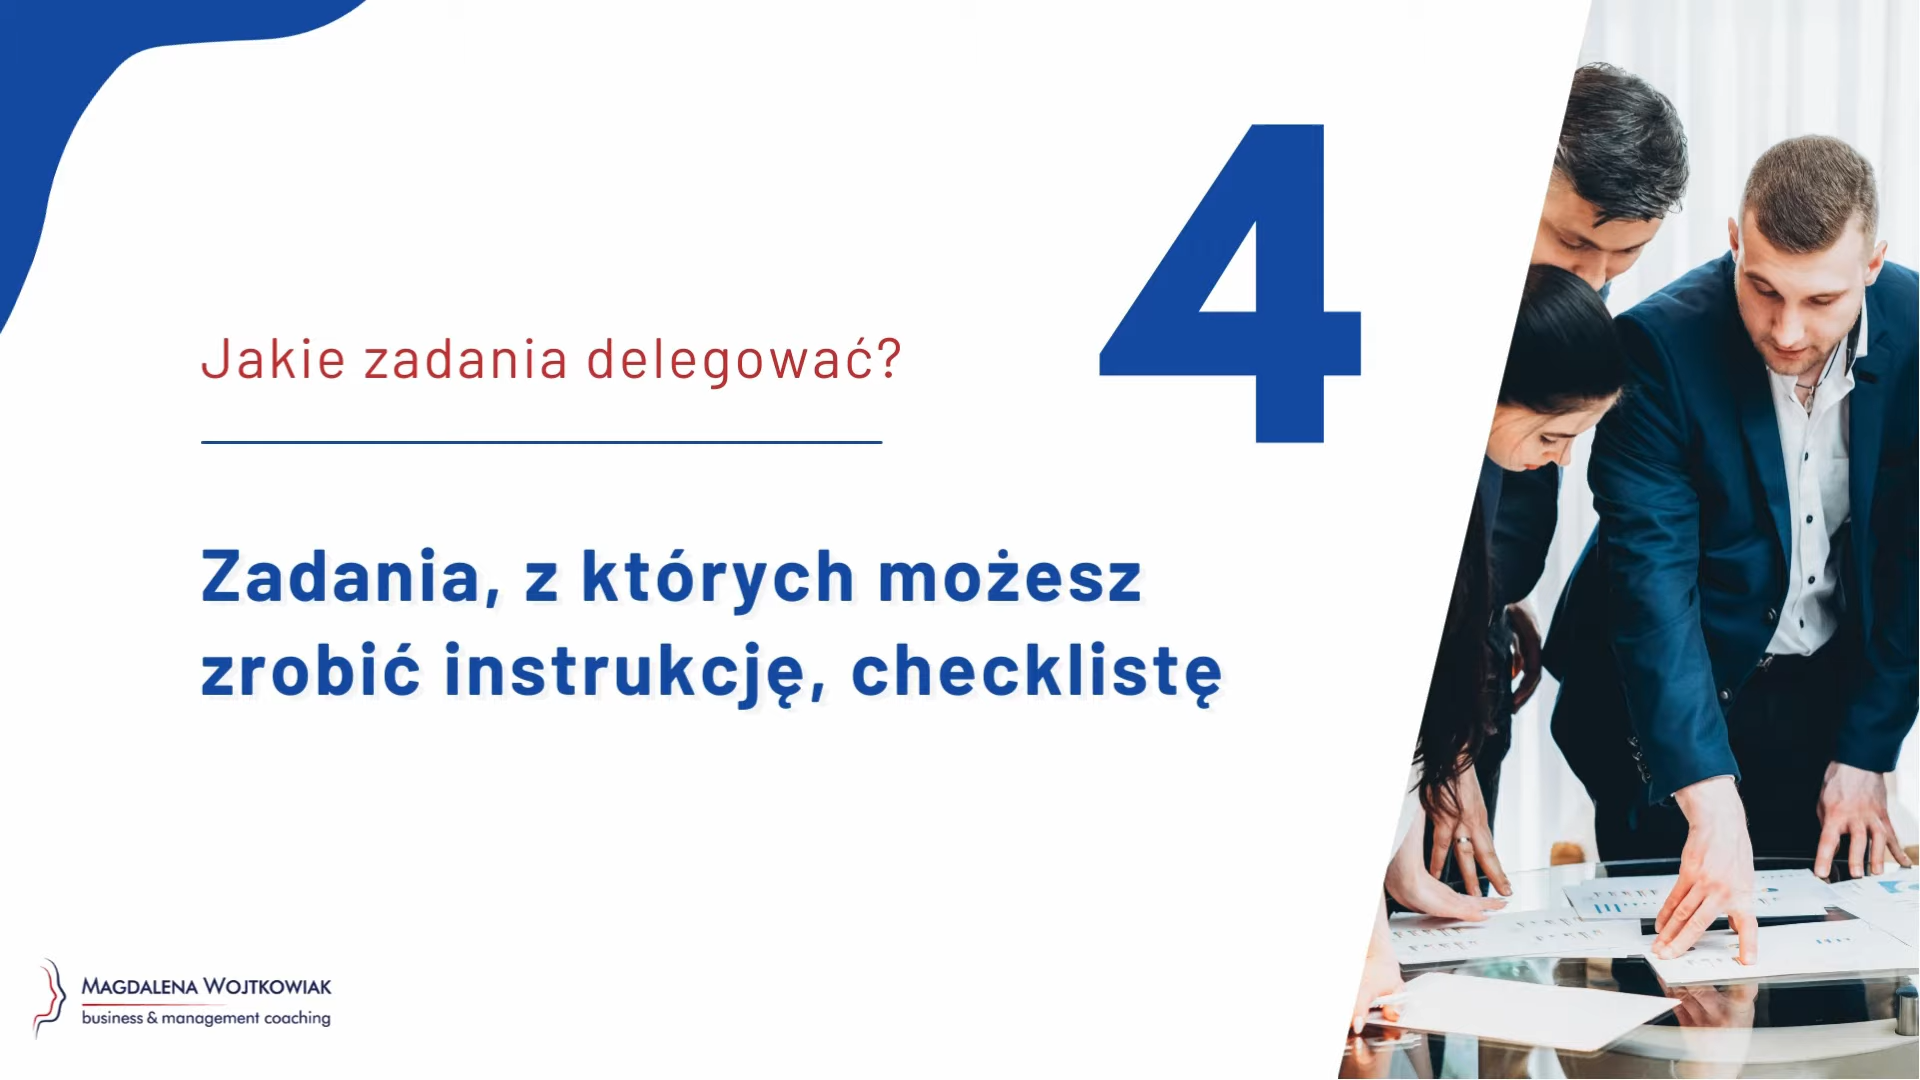 4
Jakie zadania delegować?
Zadania, z których możesz
zrobić instrukcję, checklistę
MAGDALENA WOJTKOWIAK
business & management coaching